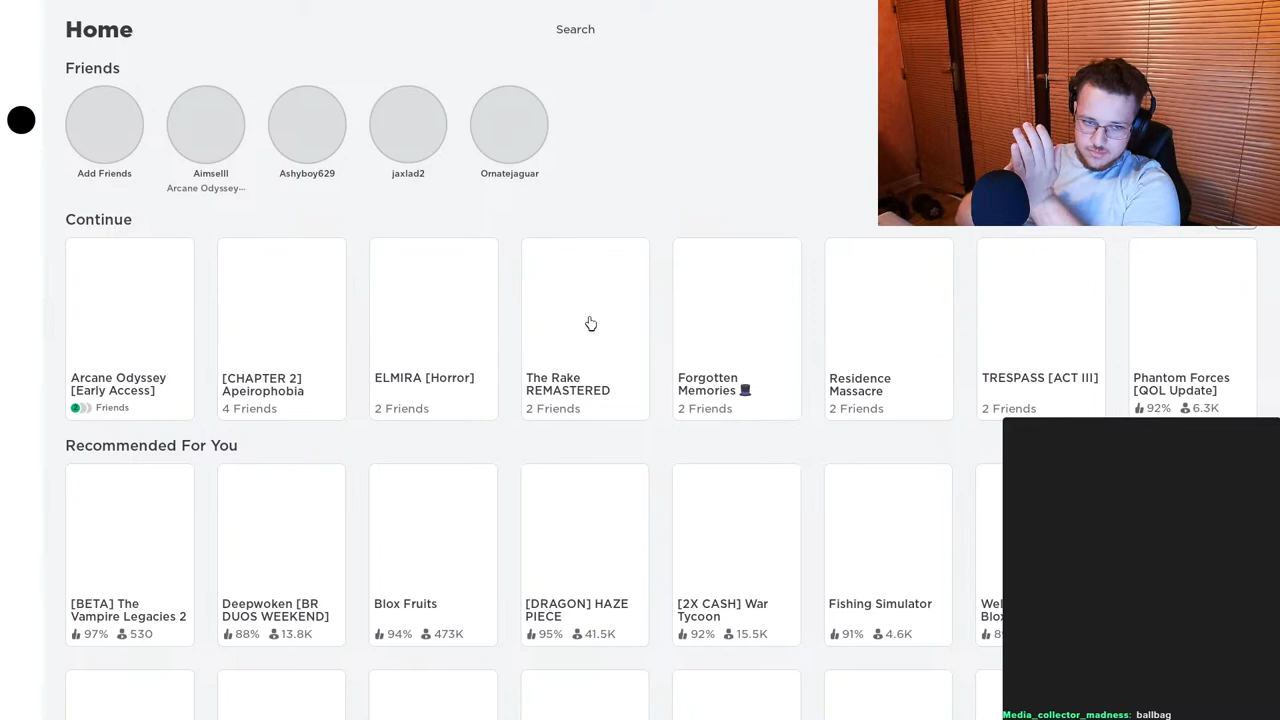 Home
Search
Friends
Add Friends
Aimselll
Arcane Odyssey...
Ashyboy629
jaxlad2
Ornatejaguar
Continue
Arcane Odyssey
[Early Access]
2 Friends
[CHAPTER 2]
Apeirophobia
4 Friends
ELMIRA [Horror]
2 Friends
The Rake
REMASTERED
2 Friends
Forgotten
Memories 🎩
2 Friends
Residence
Massacre
2 Friends
TRESPASS [ACT III]
2 Friends
Phantom Forces
[QOL Update]
92% 6.3K
Recommended For You
[BETA] The
Vampire Legacies 2
97% 530
Deepwoken [BR
DUOS WEEKEND]
88% 13.8K
Blox Fruits
94% 473K
[DRAGON] HAZE
PIECE
95% 41.5K
[2X CASH] War
Tycoon
92% 15.5K
Fishing Simulator
91% 4.6K
Wel
Blox
8
Media_collector_madness: ballbag